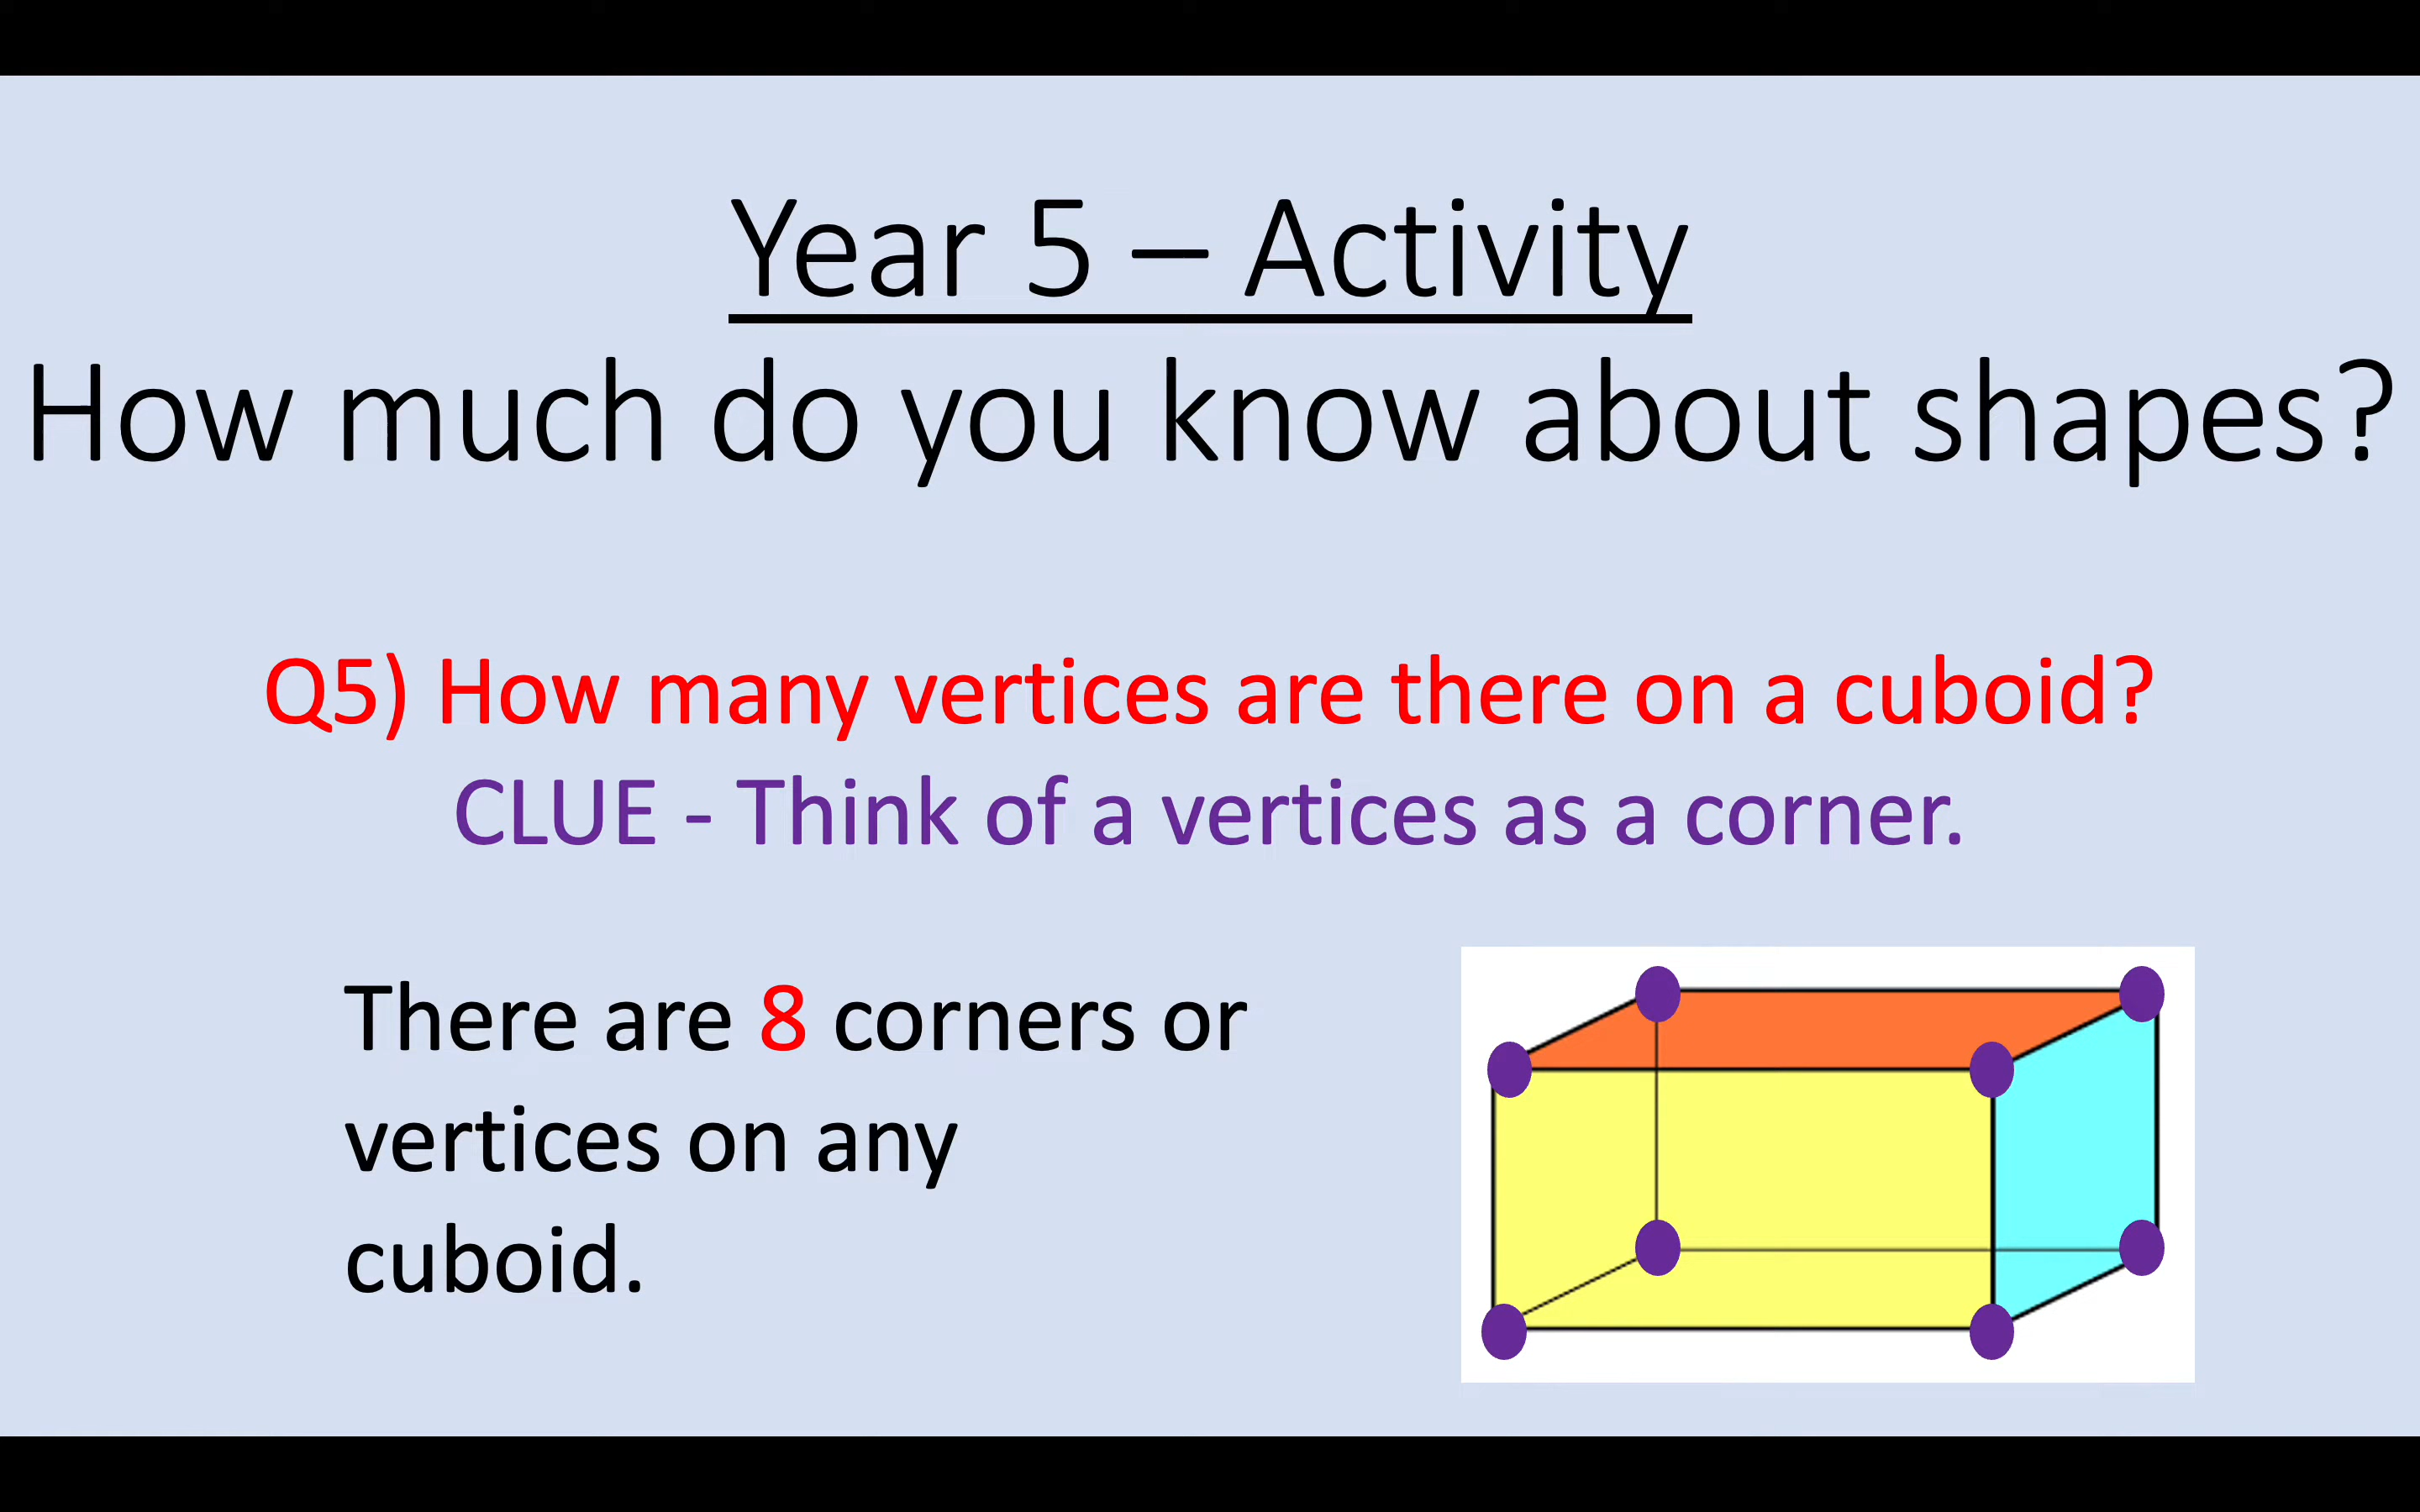 Year 5 – Activity
How much do you know about shapes?
Q5) How many vertices are there on a cuboid?
CLUE - Think of a vertices as a corner.
There are 8 corners or
vertices on any
cuboid.